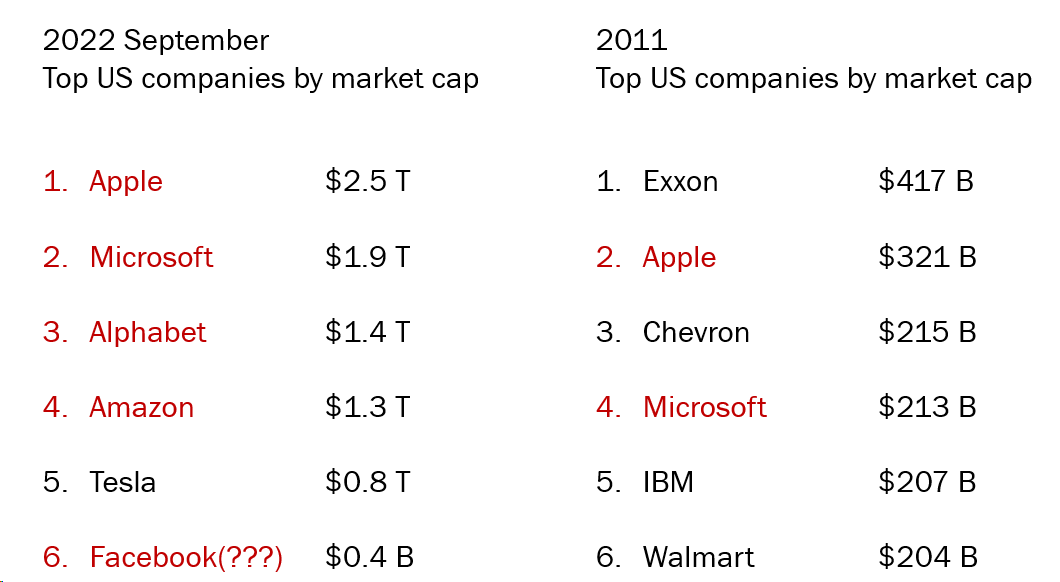 2022 September
Top US companies by market cap
1. Apple $2.5 T
2. Microsoft $1.9 T
3. Alphabet $1.4 T
4. Amazon $1.3 T
5. Tesla $0.8 T
6. Facebook(???) $0.4 B
2011
Top US companies by market cap
1. Exxon $417 B
2. Apple $321 B
3. Chevron $215 B
4. Microsoft $213 B
5. IBM $207 B
6. Walmart $204 B